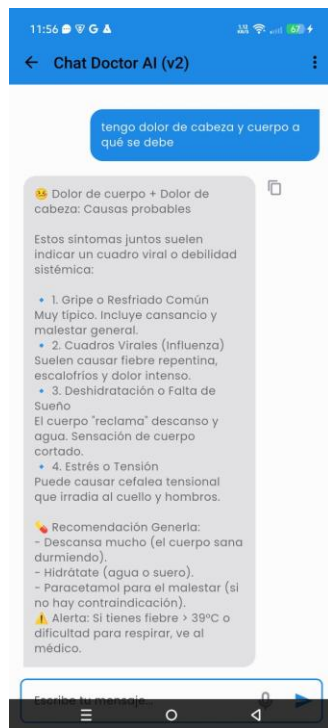 11:56
Chat Doctor AI (v2)
tengo dolor de cabeza y cuerpo a
qué se debe
Dolor de cuerpo + Dolor de
cabeza: Causas probables
Estos síntomas juntos suelen
indicar un cuadro viral o debilidad
sistémica:
1. Gripe o Resfriado Común
Muy típico. Incluye cansancio y
malestar general.
2. Cuadros Virales (Influenza)
Suelen causar fiebre repentina,
escalofríos y dolor intenso.
3. Deshidratación o Falta de
Sueño
El cuerpo "reclama" descanso y
agua. Sensación de cuerpo
cortado.
4. Estrés o Tensión
Puede causar cefalea tensional
que irradia al cuello y hombros.
Recomendación Generla:
- Descansa mucho (el cuerpo sana
durmiendo).
- Hidrátate (agua o suero).
- Paracetamol para el malestar (si
no hay contraindicación).
Alerta: Si tienes fiebre > 39ºC o
dificultad para respirar, ve al
médico.
Escribe tu mensaje...